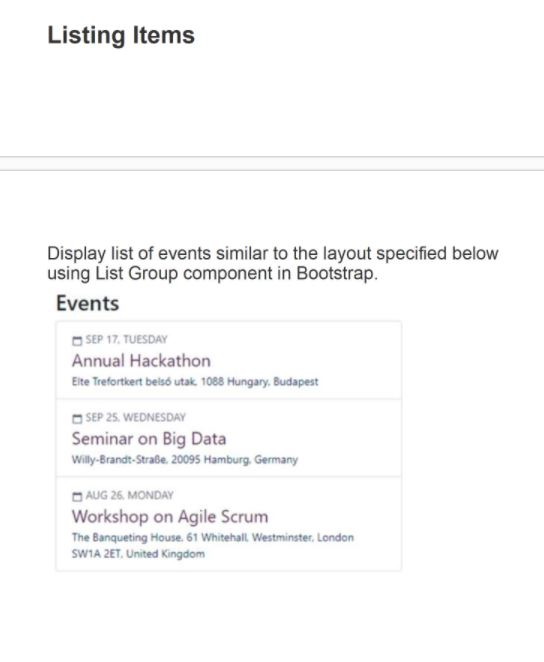 Listing Items
Display list of events similar to the layout specified below
using List Group component in Bootstrap.
Events
SEP 17, TUESDAY
Annual Hackathon
Elte Trefortkert belső utak, 1088 Hungary, Budapest
SEP 25, WEDNESDAY
Seminar on Big Data
Willy-Brandt-Straße, 20095 Hamburg, Germany
AUG 26, MONDAY
Workshop on Agile Scrum
The Banqueting House, 61 Whitehall, Westminster, London
SW1A 2ET, United Kingdom